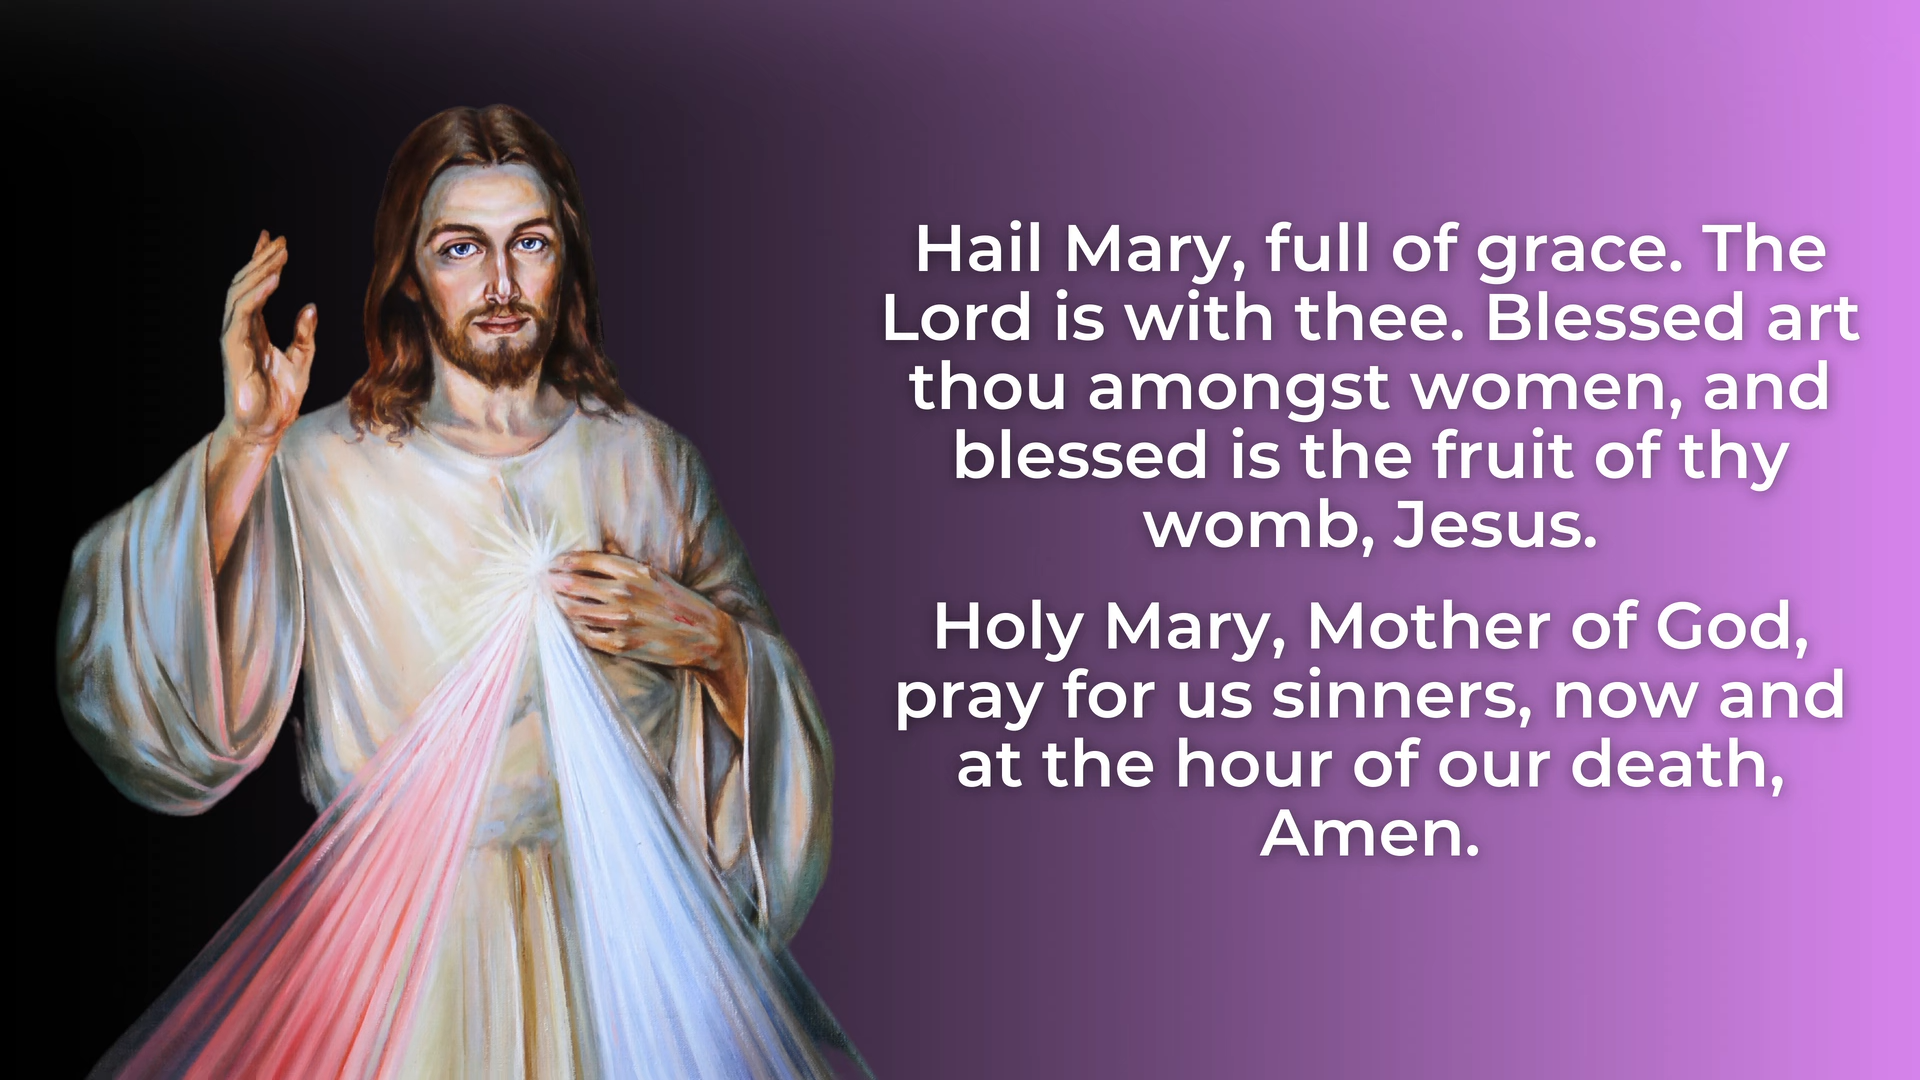 Hail Mary, full of grace. The
Lord is with thee. Blessed art
thou amongst women, and
blessed is the fruit of thy
womb, Jesus.
Holy Mary, Mother of God,
pray for us sinners, now and
at the hour of our death,
Amen.